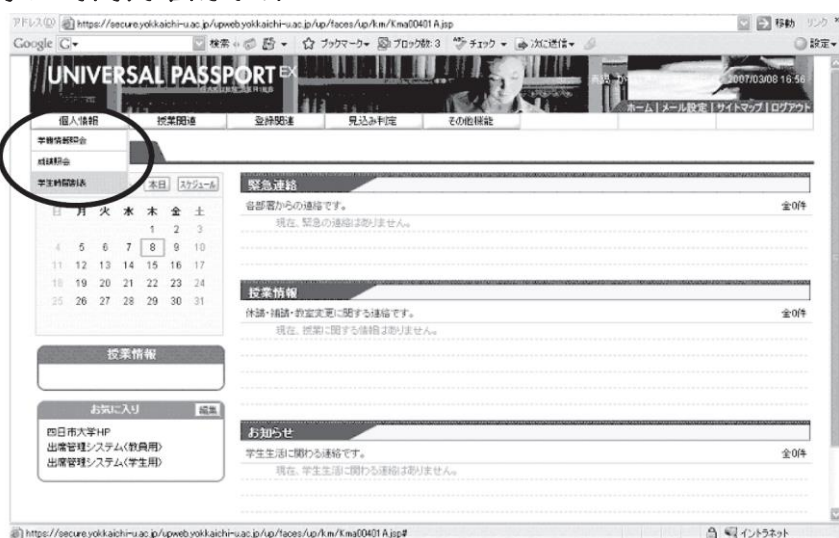 アドレス(D) https://secure.yokkaichi-u.ac.jp/upweb.yokkaichi-u.ac.jp/up/faces/up/km/Kma00401A.jsp 移動 リンク
Google G 検索 ブックマーク ブロック数: 3 チェック 次に送信 設定
UNIVERSAL PASSPORT EX
2007/03/08 16:56
ホーム | メール設定 | サイトマップ | ログアウト
個人情報 授業関連 登録関連 見込み判定 その他機能
学籍情報照会
成績照会
学生時間割表 本日 スケジュール
日 月 火 水 木 金 土
1 2 3
4 5 6 7 8 9 10
11 12 13 14 15 16 17
18 19 20 21 22 23 24
25 26 27 28 29 30 31
授業情報
お気に入り 編集
四日市大学HP
出席管理システム(教員用)
出席管理システム(学生用)
緊急連絡
各部署からの連絡です。 全0件
現在、緊急の連絡はありません。
授業情報
休講・補講・教室変更に関する連絡です。 全0件
現在、授業に関する情報はありません。
お知らせ
学生生活に関わる連絡です。 全0件
現在、学生生活に関わる連絡はありません。
https://secure.yokkaichi-u.ac.jp/upweb.yokkaichi-u.ac.jp/up/faces/up/km/Kma00401A.jsp# イントラネット